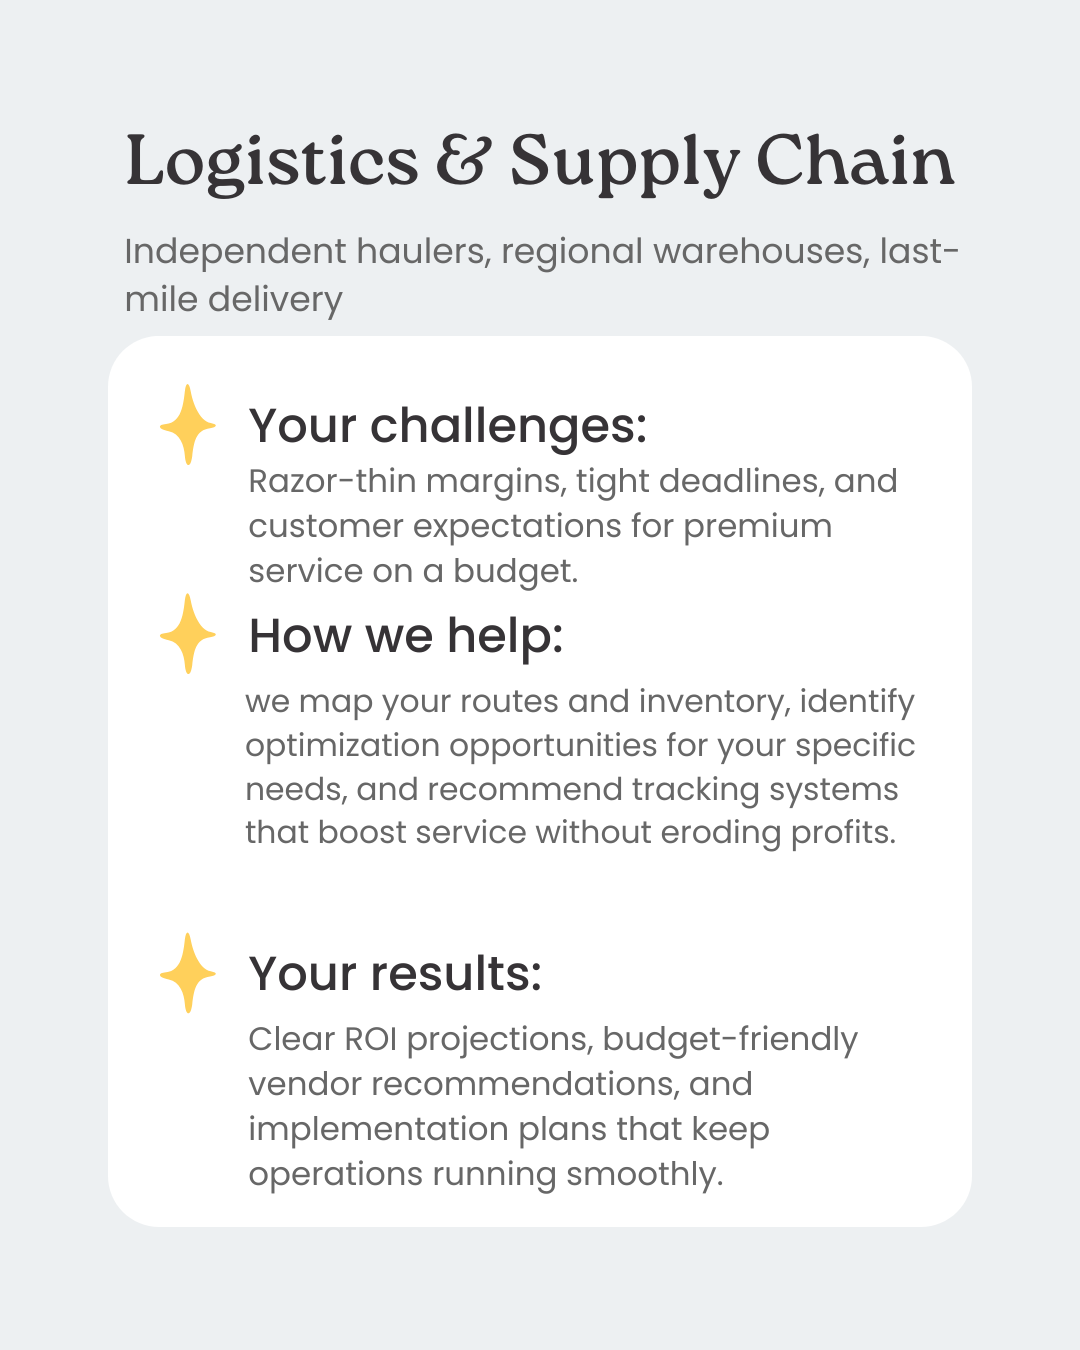 Logistics & Supply Chain
Independent haulers, regional warehouses, last-
mile delivery
Your challenges:
Razor-thin margins, tight deadlines, and
customer expectations for premium
service on a budget.
How we help:
we map your routes and inventory, identify
optimization opportunities for your specific
needs, and recommend tracking systems
that boost service without eroding profits.
Your results:
Clear ROI projections, budget-friendly
vendor recommendations, and
implementation plans that keep
operations running smoothly.